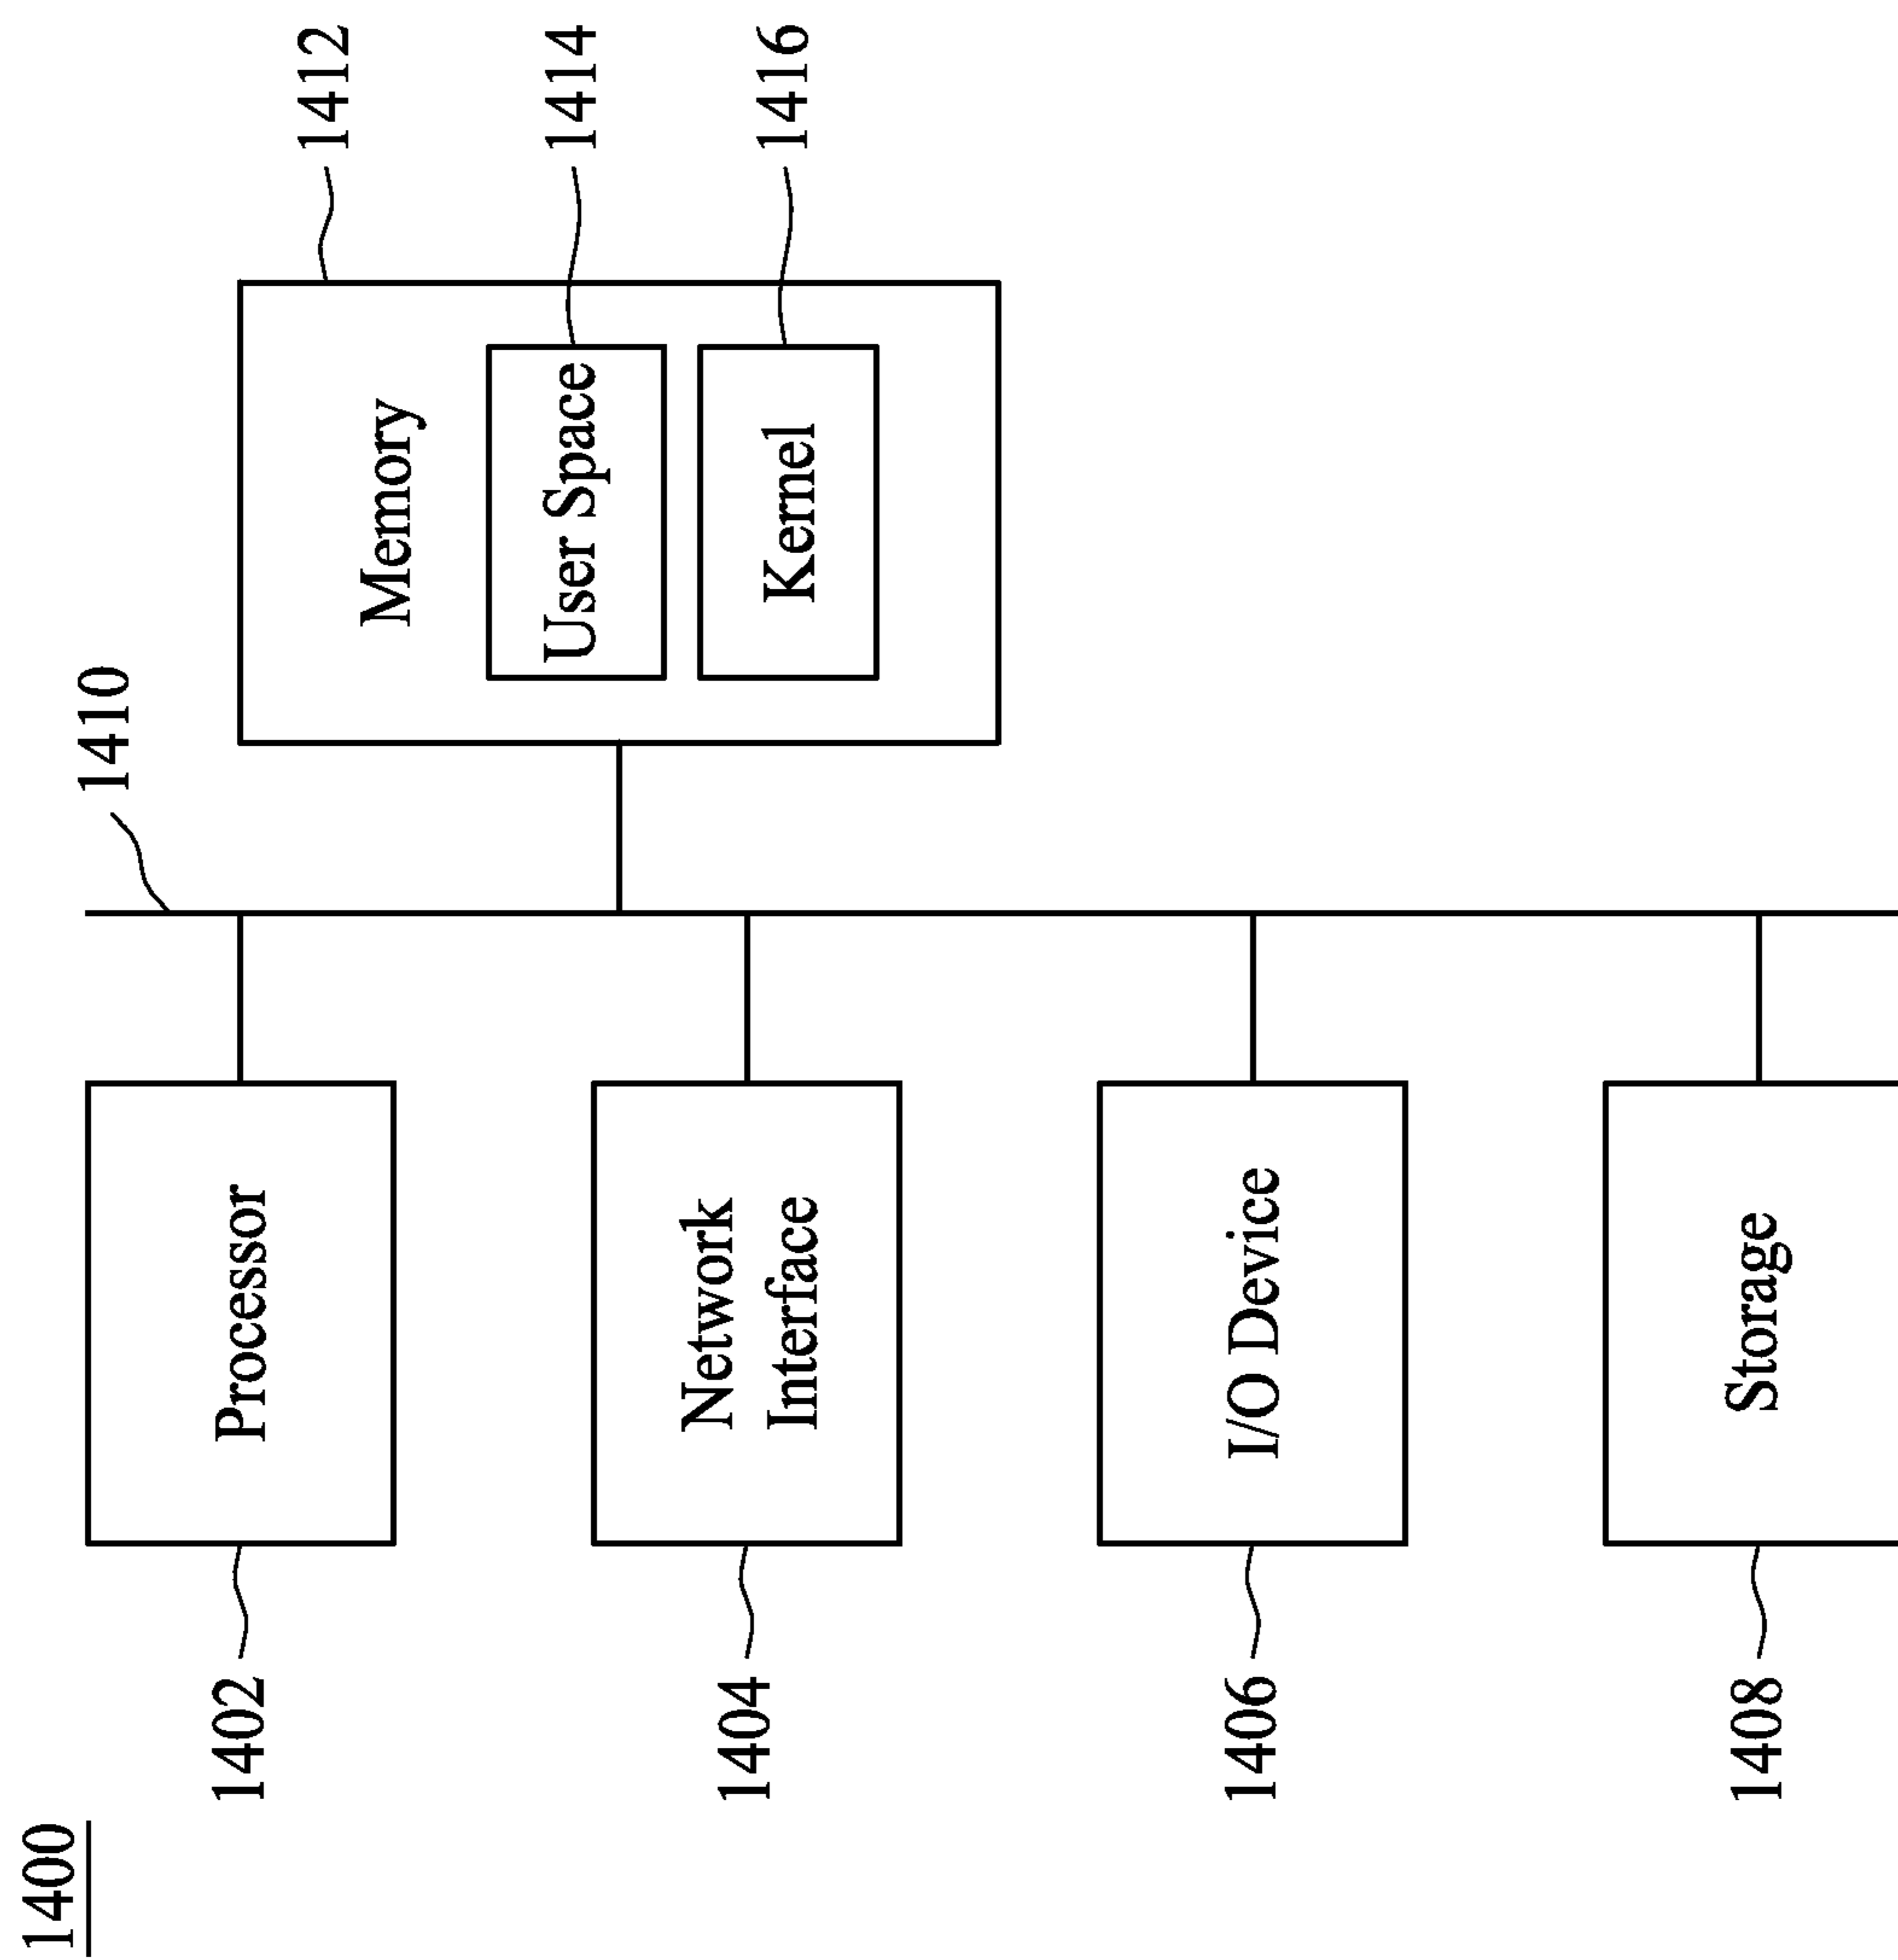 1400
1402
Processor
1410
1412
Memory
1414
User Space
1416
Kernel
1404
Network
Interface
1406
I/O Device
1408
Storage